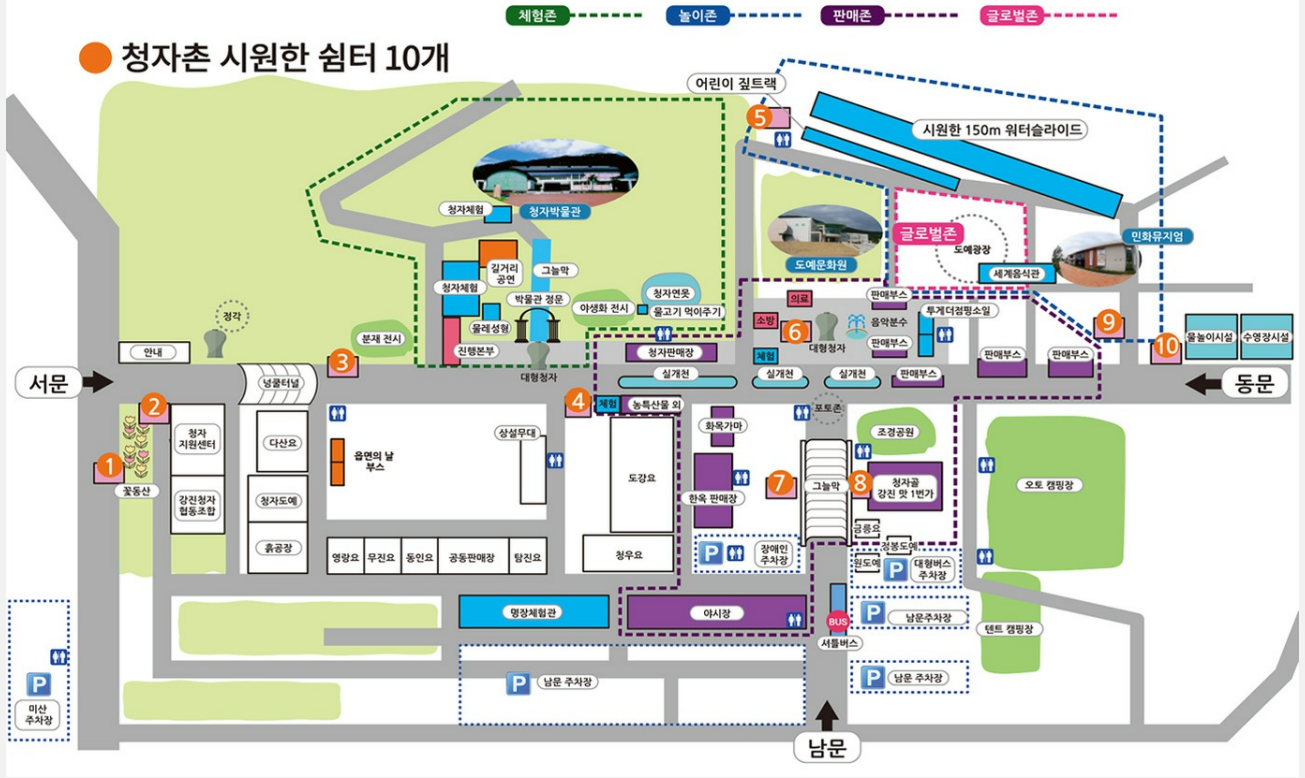 체험존
놀이존
판매존
글로벌존
청자촌 시원한 쉼터 10개
어린이 짚트랙
5
시원한 150m 워터슬라이드
청자체험
청자박물관
글로벌존
도예광장
민화뮤지엄
도예문화원
세계음식관
길거리
공연
그늘막
청자체험
박물관 정문
야생화 전시
청자연못
물고기 먹이주기
의료
판매부스
투게더점핑소일
정각
물레성형
소방
6
음악분수
9
분재 전시
진행본부
대형청자
청자판매장
체험
대형청자
판매부스
판매부스
판매부스
10
물놀이시설
수영장시설
안내
3
서문
넝쿨터널
실개천
실개천
실개천
판매부스
동문
2
4
체험
농특산물 외
포토존
청자
지원센터
다산요
읍면의 날
부스
상설무대
화목가마
조경공원
1
꽃동산
강진청자
협동조합
청자도예
도강요
한옥 판매장
7
그늘막
8
청자골
강진 맛 1번가
오토 캠핑장
흙공장
금릉요
정봉도예
영랑요
무진요
동인요
공동판매장
탐진요
청우요
P
장애인
주차장
원도예
P
대형버스
주차장
명장체험관
야시장
BUS
셔틀버스
P
남문주차장
텐트 캠핑장
P
미산
주차장
P
남문 주차장
P
남문 주차장
남문